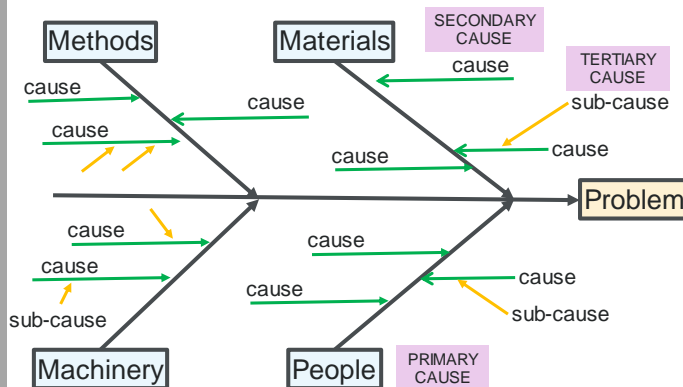 SECONDARY
CAUSE
Methods
Materials
TERTIARY
CAUSE
cause
cause
cause
sub-cause
cause
cause
cause
Problem
cause
cause
cause
cause
cause
sub-cause
sub-cause
Machinery
People
PRIMARY
CAUSE